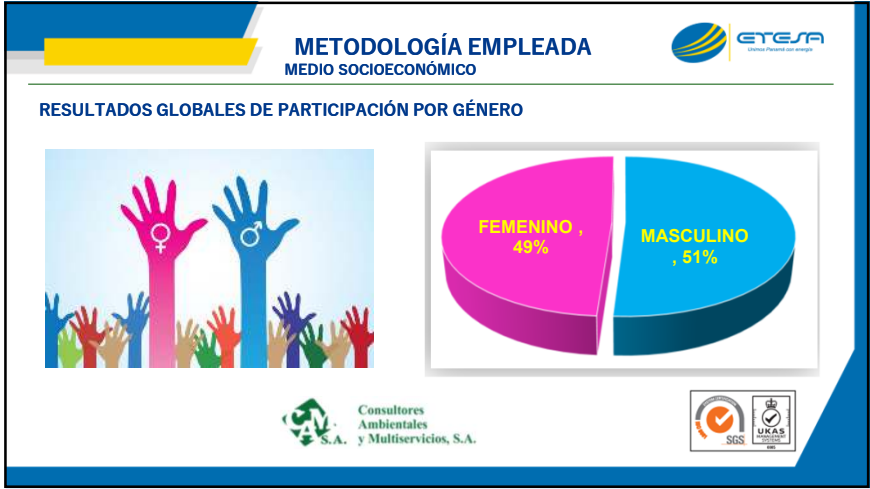 METODOLOGÍA EMPLEADA
MEDIO SOCIOECONÓMICO
ETESA
Unimos Panamá con energía
RESULTADOS GLOBALES DE PARTICIPACIÓN POR GÉNERO
FEMENINO ,
49%
MASCULINO
, 51%
CAM
S.A.
Consultores
Ambientales
y Multiservicios, S.A.
SGS
UKAS
MANAGEMENT
SYSTEMS